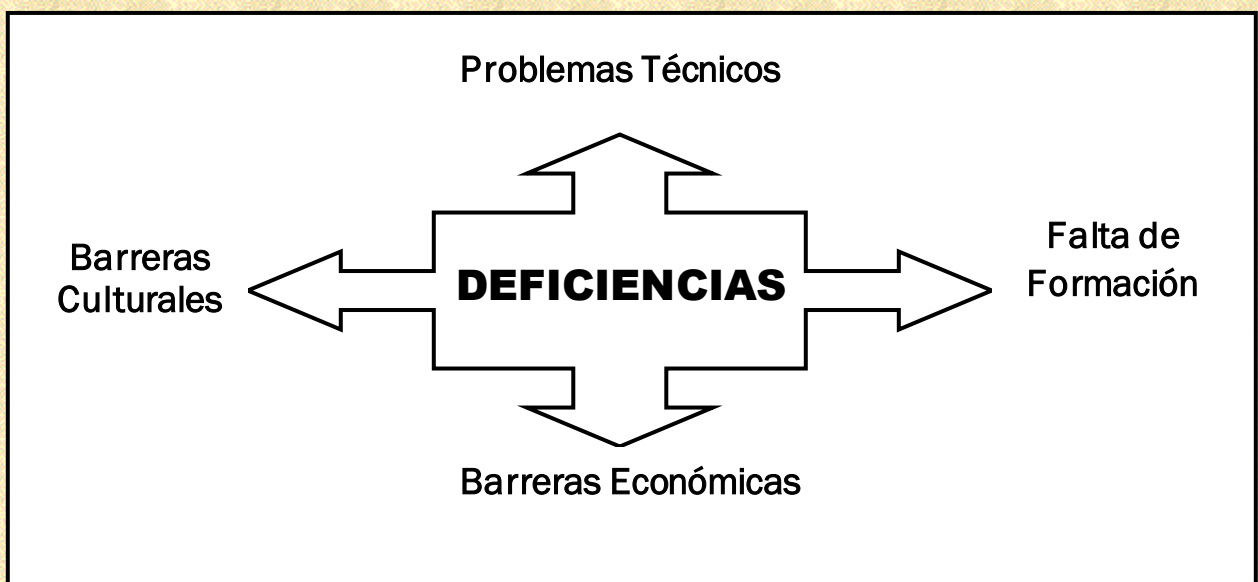 Problemas Técnicos
Barreras
Culturales
DEFICIENCIAS
Falta de
Formación
Barreras Económicas